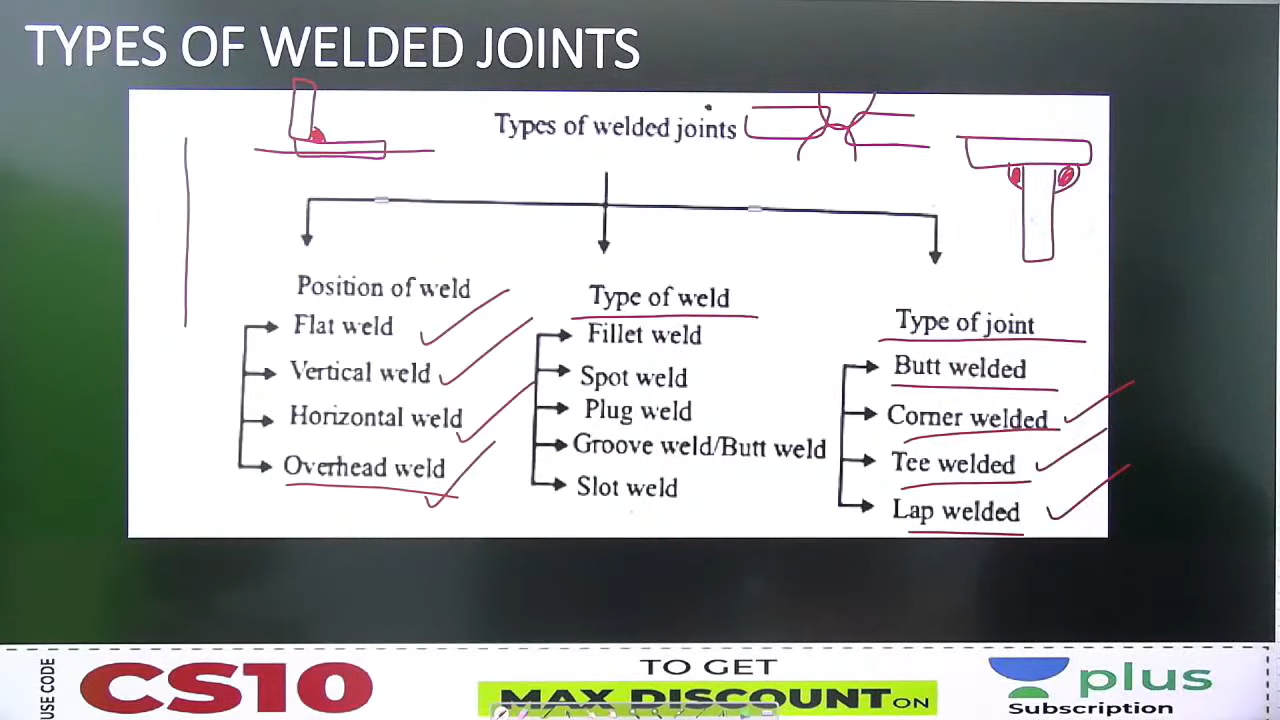 TYPES OF WELDED JOINTS
Types of welded joints
Position of weld
Flat weld
Vertical weld
Horizontal weld
Overhead weld
Type of weld
Fillet weld
Spot weld
Plug weld
Groove weld/Butt weld
Slot weld
Type of joint
Butt welded
Corner welded
Tee welded
Lap welded
USE CODE
CS10
TO GET
MAX DISCOUNT ON
plus
Subscription